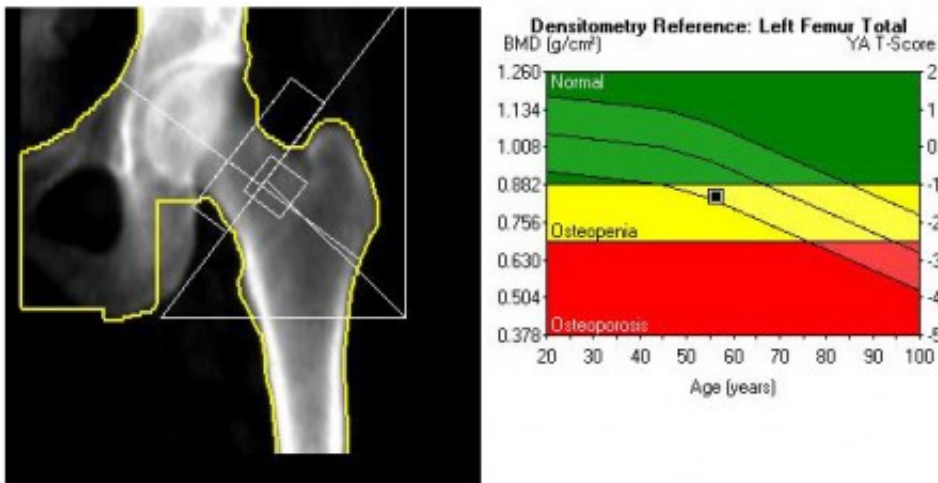 Densitometry Reference: Left Femur Total
BMD (g/cm²) YA T-Score
1.260 Normal 2
1.134 1
1.008 0
0.882 -1
0.756 Osteopenia -2
0.630 -3
0.504 -4
0.378 Osteoporosis -5
20 30 40 50 60 70 80 90 100
Age (years)